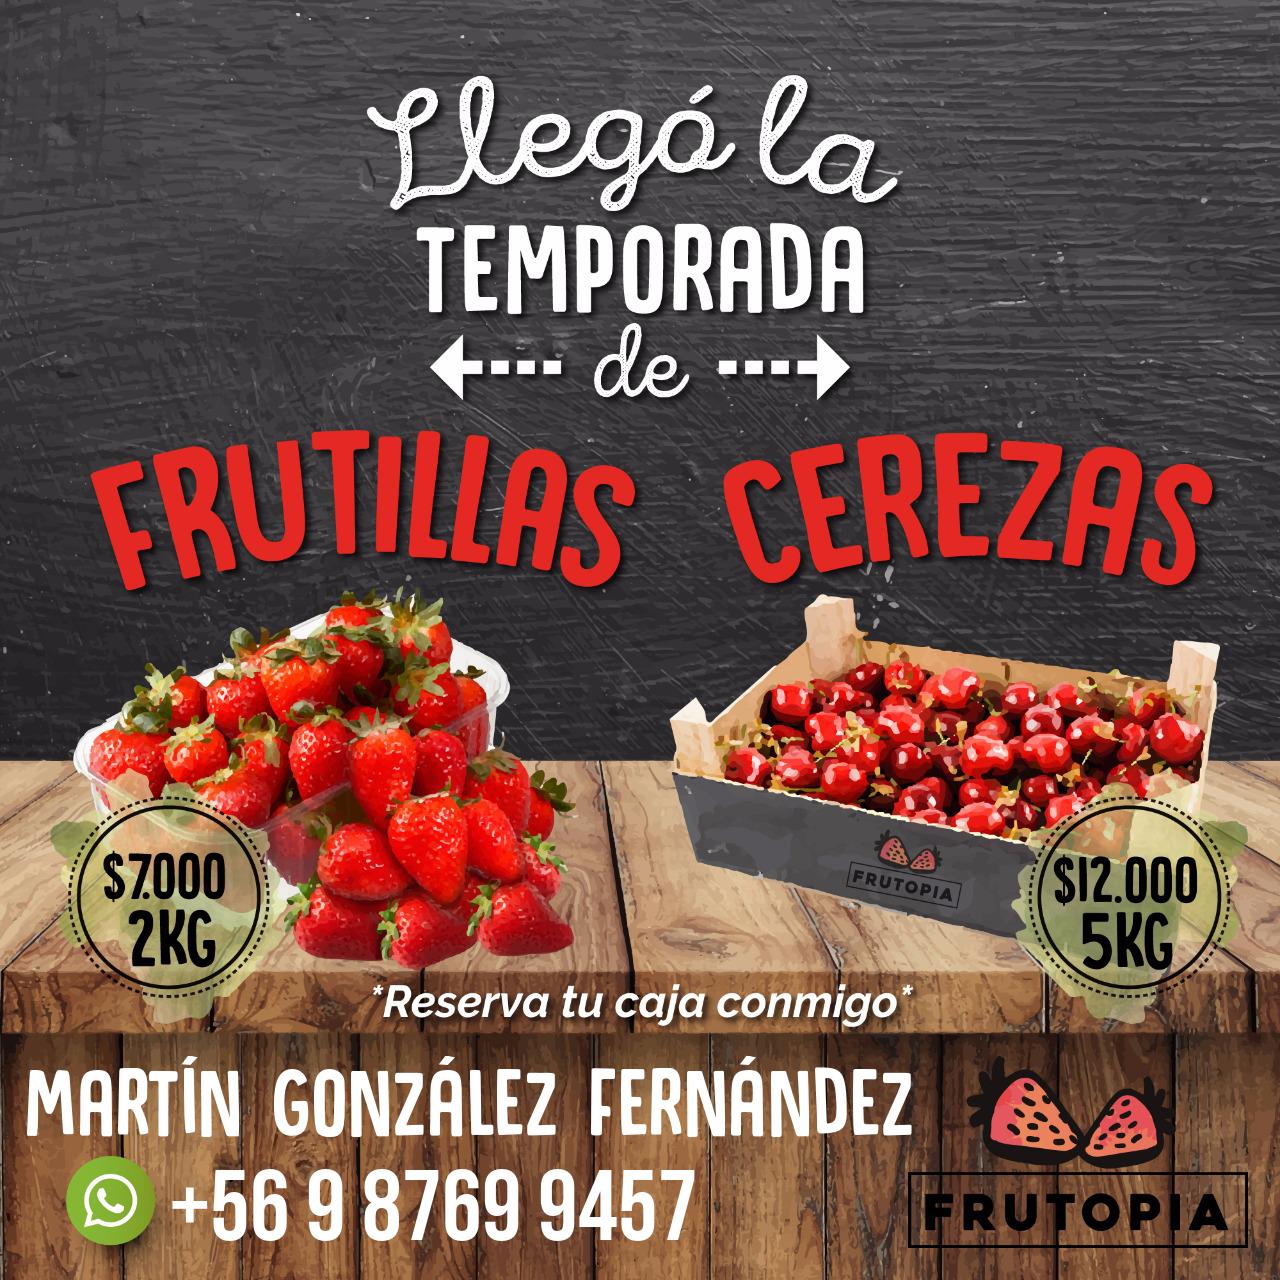 Llegó la
TEMPORADA
de
FRUTILLAS CEREZAS
FRUTOPIA
$7.000
2KG
$12.000
5KG
*Reserva tu caja conmigo*
MARTÍN GONZÁLEZ FERNÁNDEZ
+56 9 8769 9457
FRUTOPIA